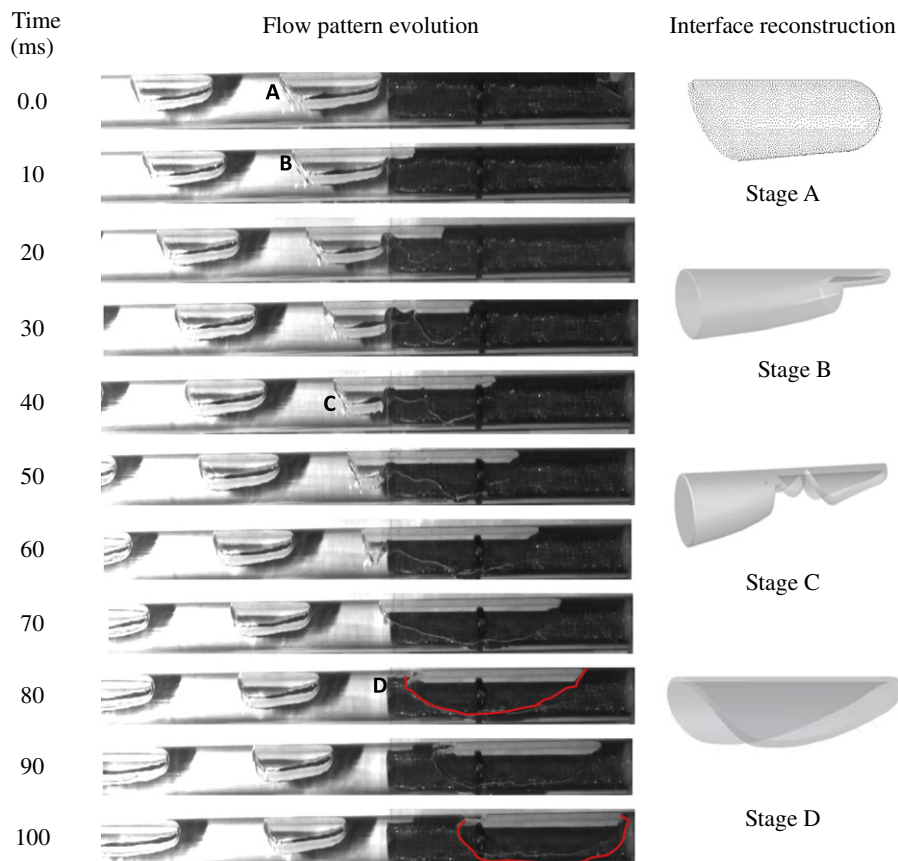 Time
(ms)
Flow pattern evolution
Interface reconstruction
0.0
A
Stage A
10
B
20
Stage B
30
40
C
50
Stage C
60
70
80
D
90
Stage D
100